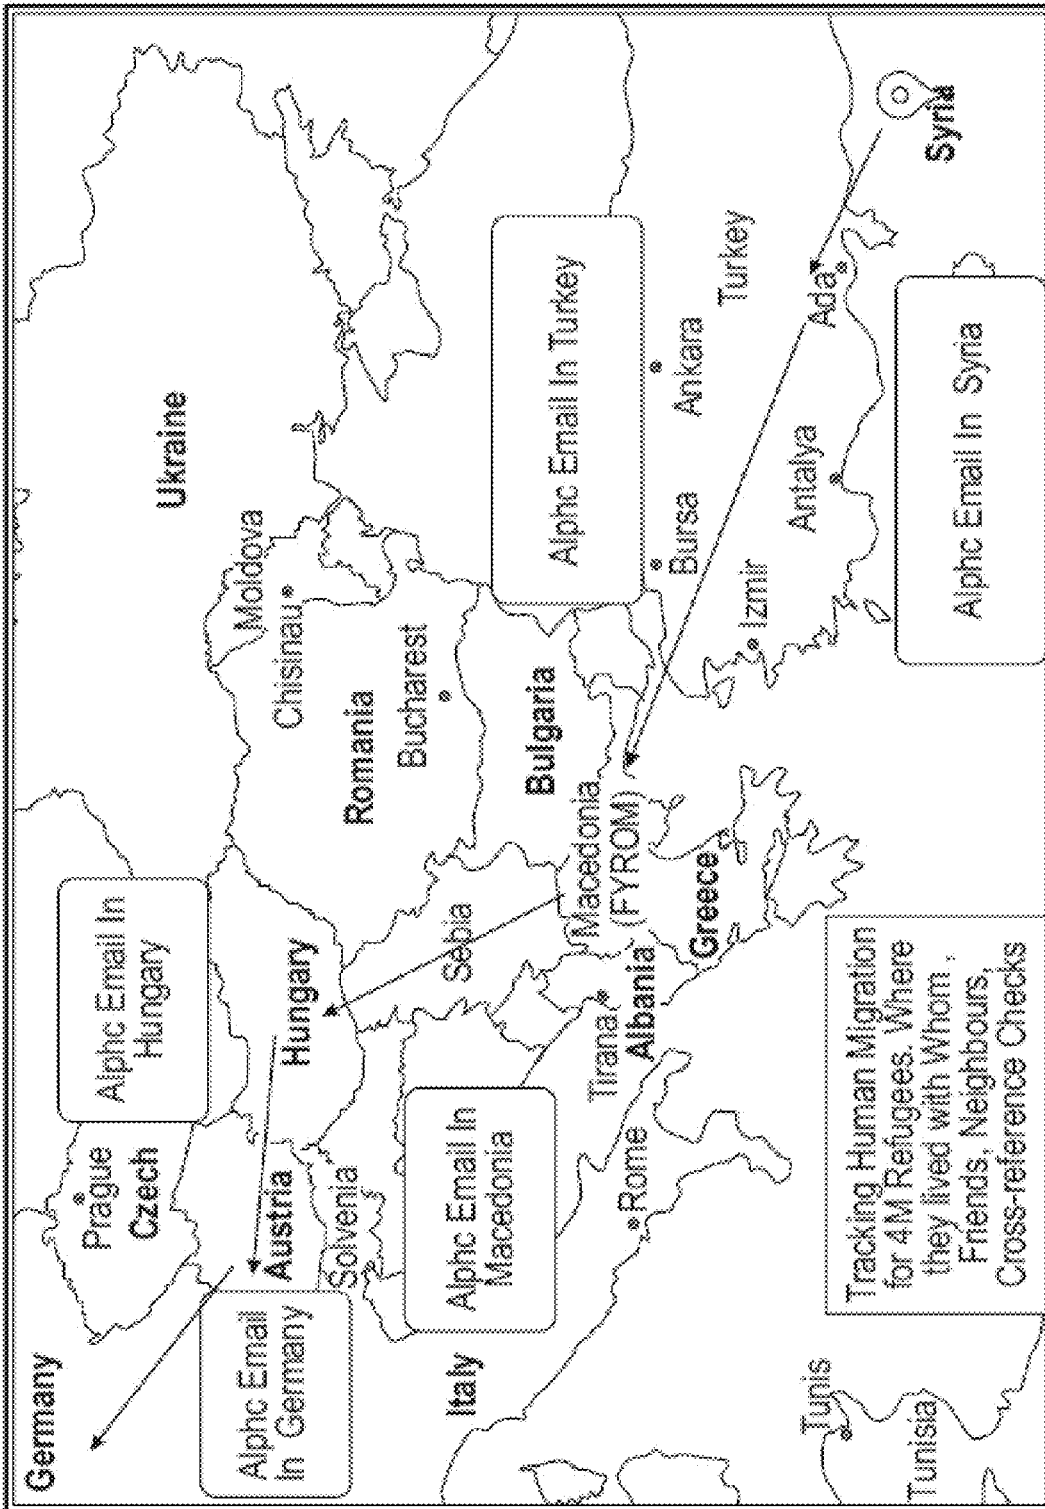 Germany
Prague
Czech
Alphc Email In
Hungary
Ukraine
Alphc Email
In Germany
Austria
Solvenia
Hungary
Moldova
Chisinau
Romania
Bucharest
Italy
Alphc Email In
Macedonia
Sebia
Bulgaria
Alphc Email In Turkey
Rome
Tirana
Albania
Macedonia
(FYROM)
Greece
Bursa
Ankara
Turkey
Izmir
Antalya
Ada
Syria
Tunis
Tunisia
Tracking Human Migration
for 4M Refugees. Where
they lived with Whom ,
Friends, Neighbours,
Cross-reference Checks
Alphc Email In Syria